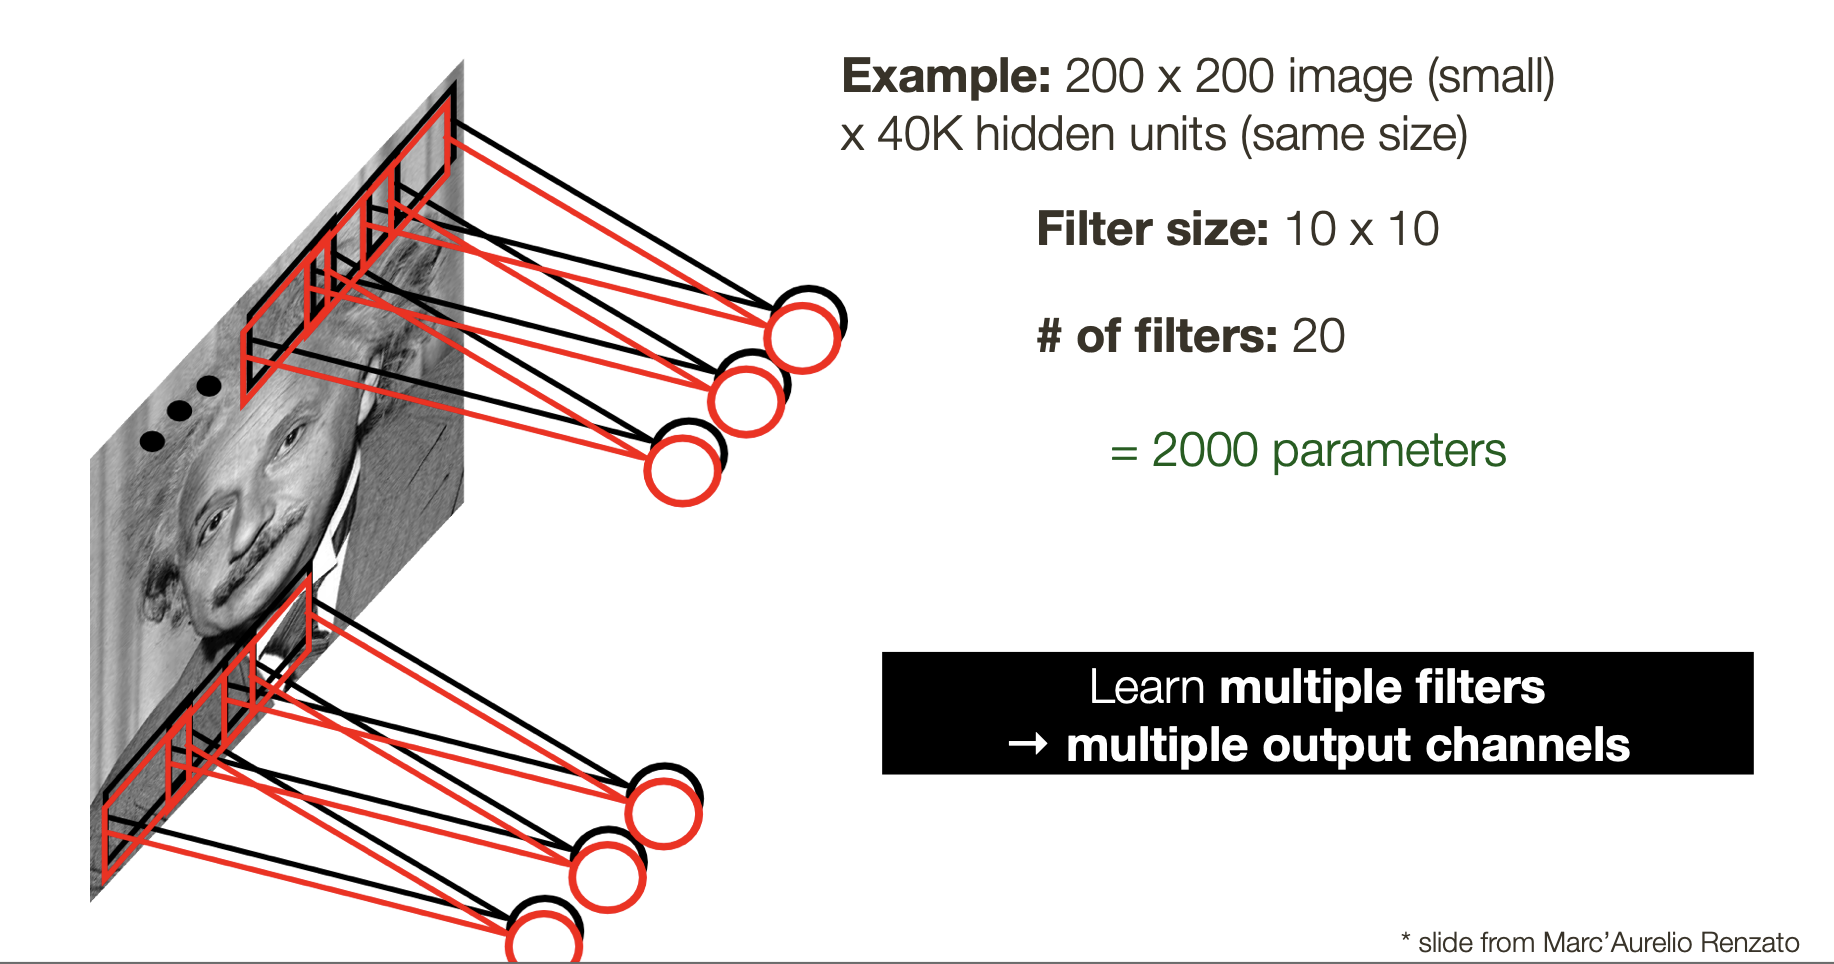 Example: 200 x 200 image (small)
x 40K hidden units (same size)
Filter size: 10 x 10
# of filters: 20
= 2000 parameters
Learn multiple filters
→ multiple output channels
* slide from Marc’Aurelio Renzato